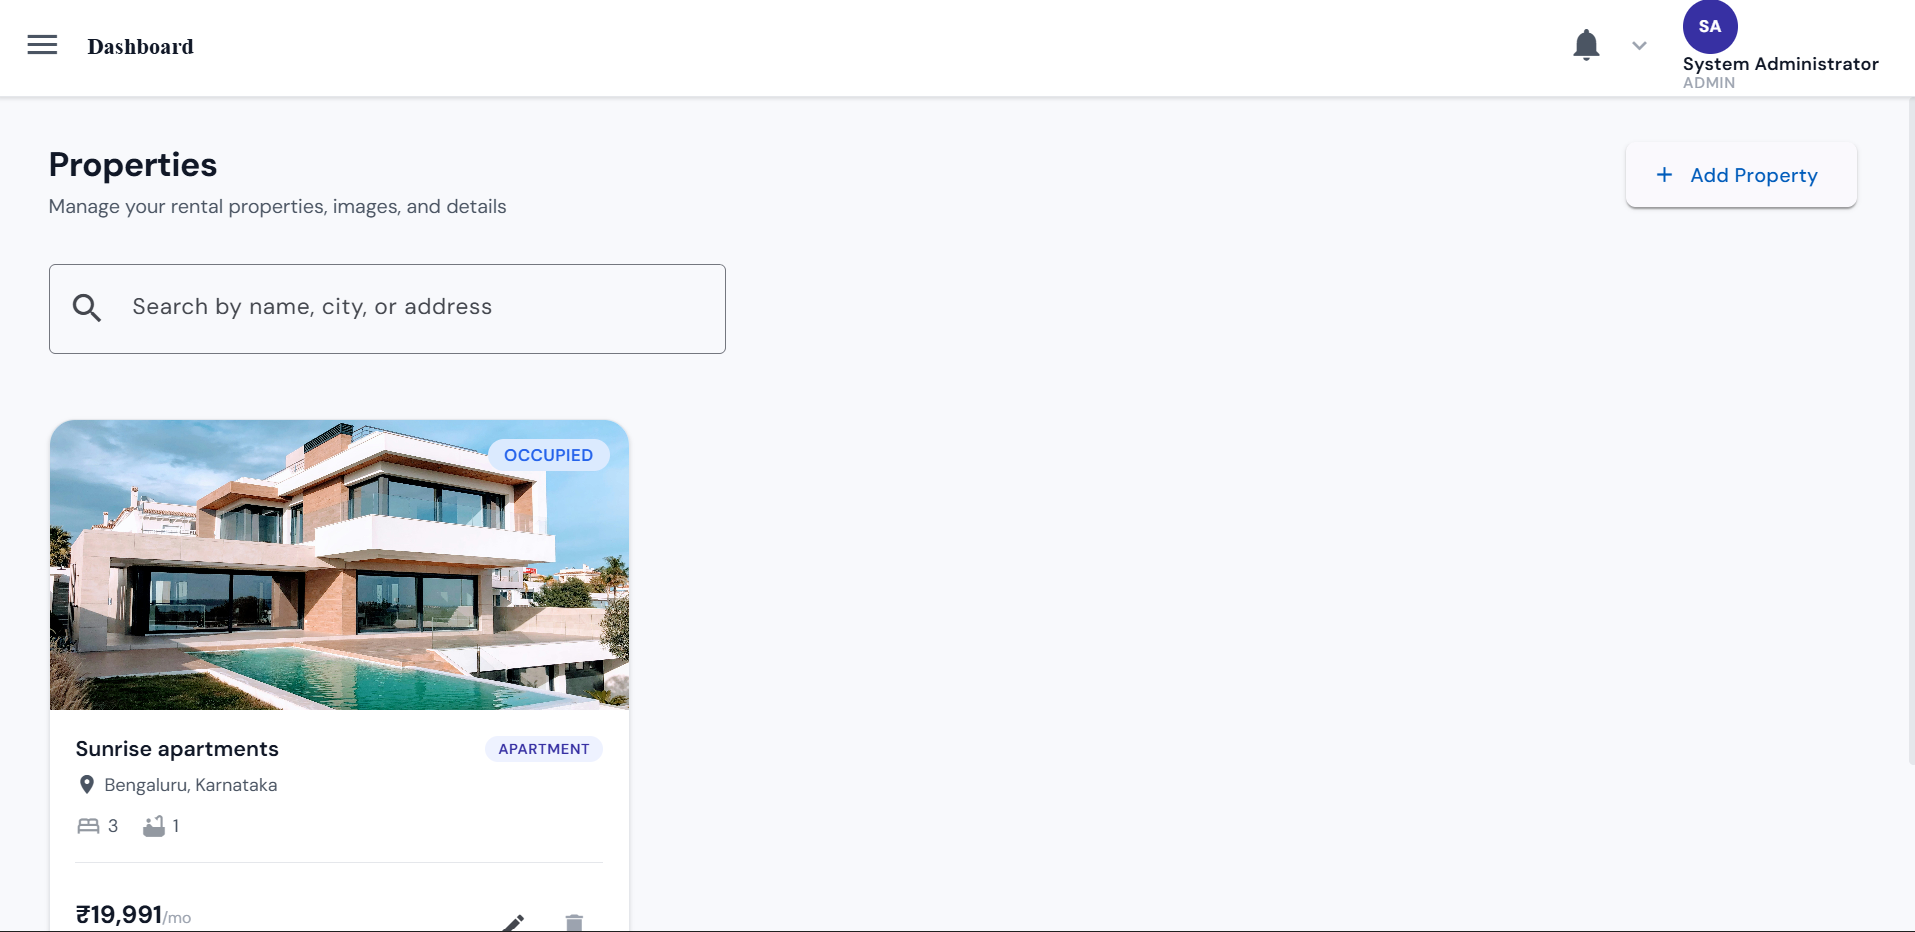 Dashboard
SA
System Administrator
ADMIN
Properties
Manage your rental properties, images, and details
+ Add Property
Search by name, city, or address
OCCUPIED
Sunrise apartments
APARTMENT
Bengaluru, Karnataka
3 1
₹19,991/mo